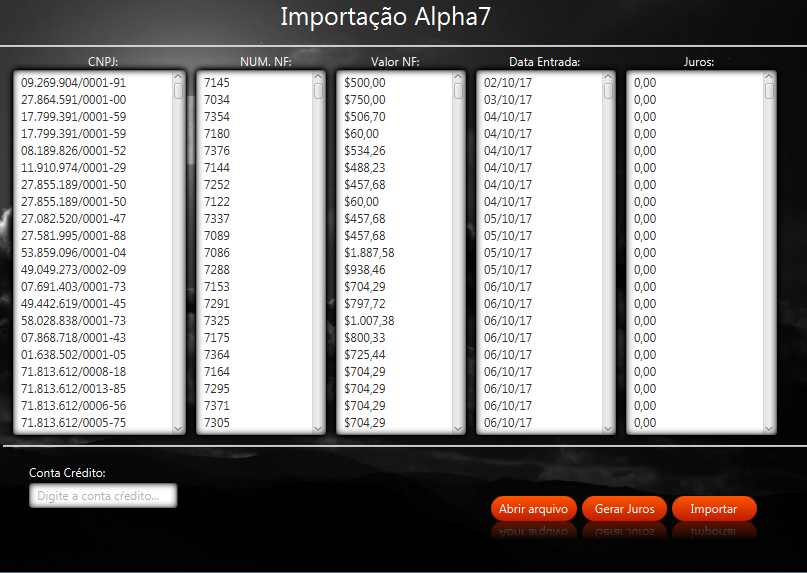 Importação Alpha7
CNPJ: NUM. NF: Valor NF: Data Entrada: Juros:
09.269.904/0001-91 7145 $500,00 02/10/17 0,00
27.864.591/0001-00 7034 $750,00 03/10/17 0,00
17.799.391/0001-59 7354 $506,70 04/10/17 0,00
17.799.391/0001-59 7180 $60,00 04/10/17 0,00
08.189.826/0001-52 7376 $534,26 04/10/17 0,00
11.910.974/0001-29 7144 $488,23 04/10/17 0,00
27.855.189/0001-50 7252 $457,68 04/10/17 0,00
27.855.189/0001-50 7122 $60,00 04/10/17 0,00
27.082.520/0001-47 7337 $457,68 05/10/17 0,00
27.581.995/0001-88 7089 $457,68 05/10/17 0,00
53.859.096/0001-04 7086 $1.887,58 05/10/17 0,00
49.049.273/0002-09 7288 $938,46 05/10/17 0,00
07.691.403/0001-73 7153 $704,29 06/10/17 0,00
49.442.619/0001-45 7291 $797,72 06/10/17 0,00
58.028.838/0001-73 7325 $1.007,38 06/10/17 0,00
07.868.718/0001-43 7175 $800,33 06/10/17 0,00
01.638.502/0001-05 7364 $725,44 06/10/17 0,00
71.813.612/0008-18 7164 $704,29 06/10/17 0,00
71.813.612/0013-85 7295 $704,29 06/10/17 0,00
71.813.612/0006-56 7371 $704,29 06/10/17 0,00
71.813.612/0005-75 7305 $704,29 06/10/17 0,00
Conta Crédito:
Digite a conta cŕedito...
Abrir arquivo Gerar Juros Importar